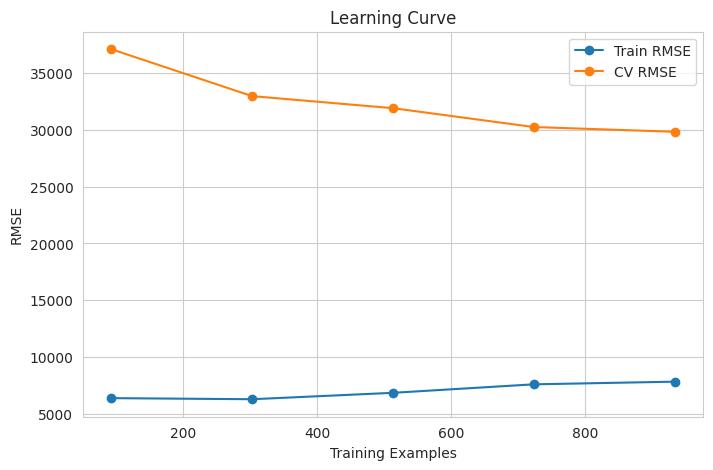 Learning Curve
Train RMSE
CV RMSE
35000
30000
25000
20000
15000
10000
5000
RMSE
200
400
600
800
Training Examples